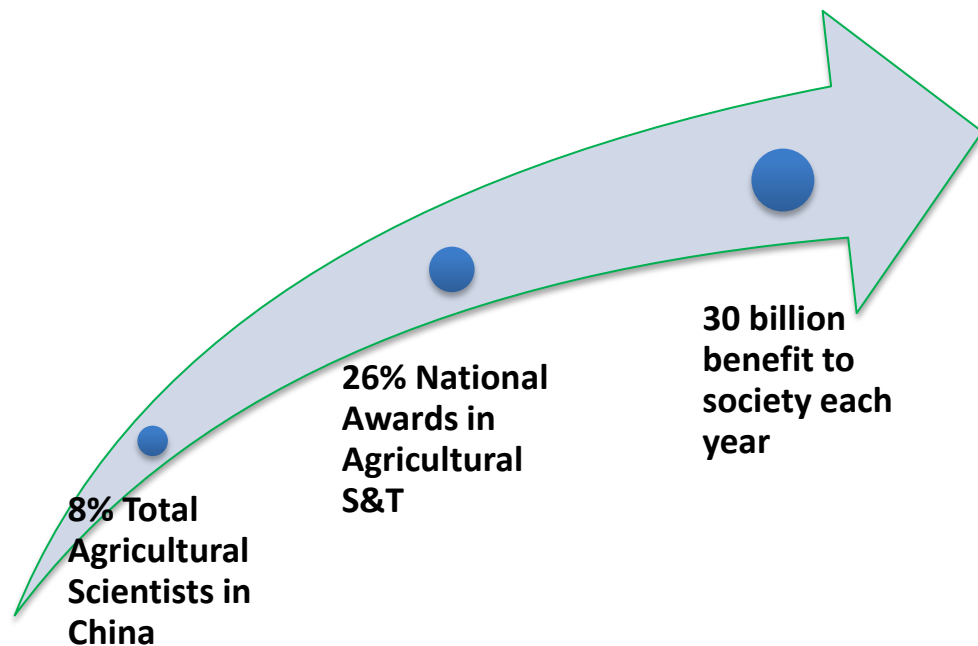 8% Total
Agricultural
Scientists in
China
26% National
Awards in
Agricultural
S&T
30 billion
benefit to
society each
year